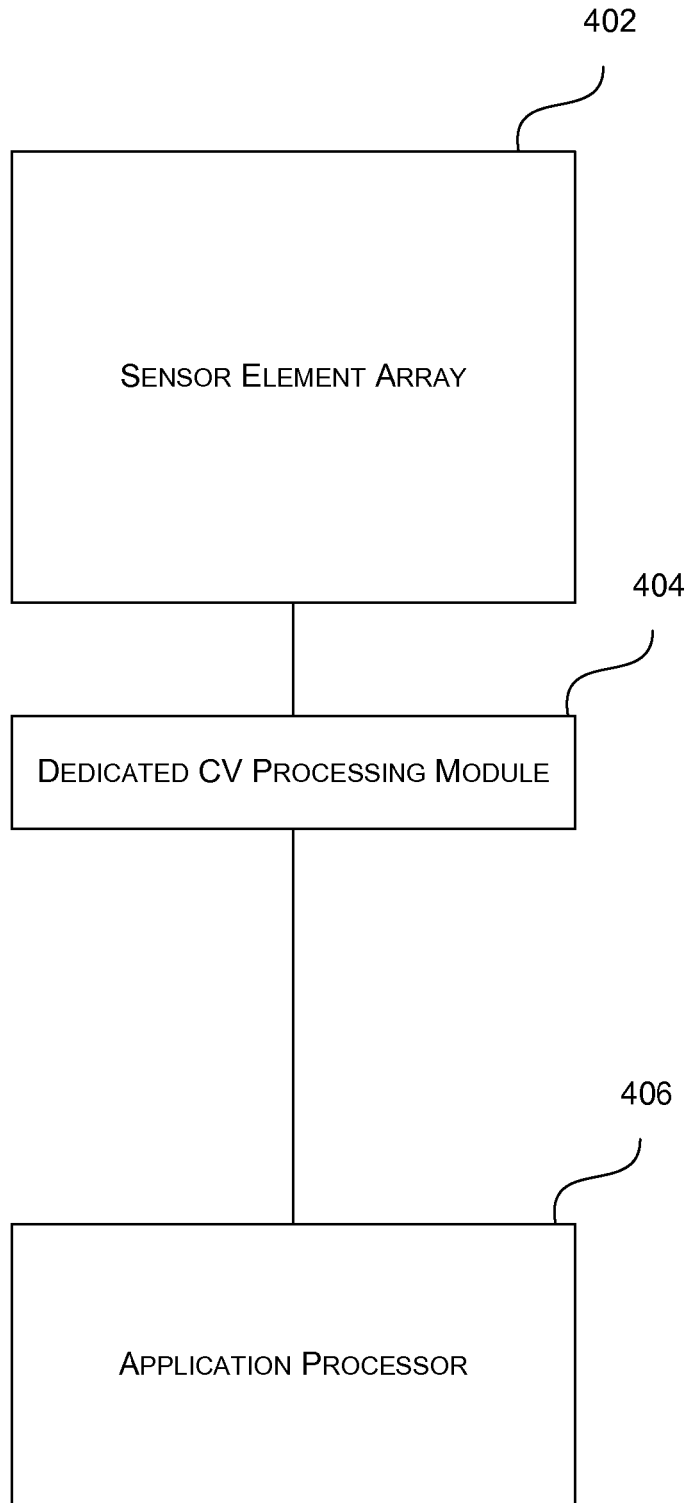 402
SENSOR ELEMENT ARRAY
404
DEDICATED CV PROCESSING MODULE
406
APPLICATION PROCESSOR